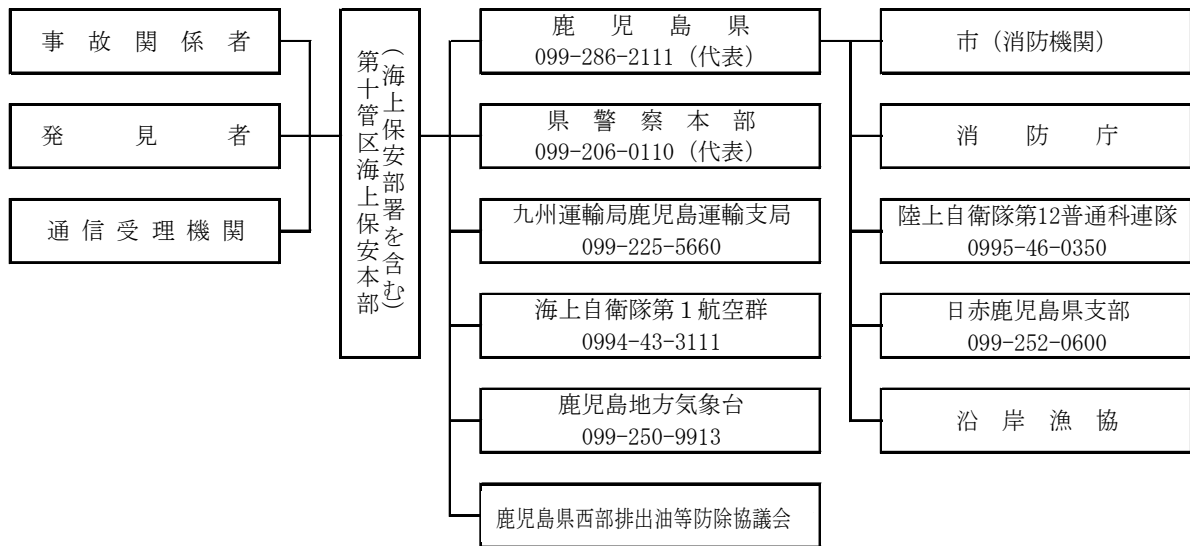 事故関係者
発見者
通信受理機関
第十管区海上保安本部
(海上保安部署を含む)
鹿児島県
099-286-2111（代表）
県警察本部
099-206-0110（代表）
九州運輸局鹿児島運輸支局
099-225-5660
海上自衛隊第１航空群
0994-43-3111
鹿児島地方気象台
099-250-9913
鹿児島県西部排出油等防除協議会
市（消防機関）
消防庁
陸上自衛隊第12普通科連隊
0995-46-0350
日赤鹿児島県支部
099-252-0600
沿岸漁協